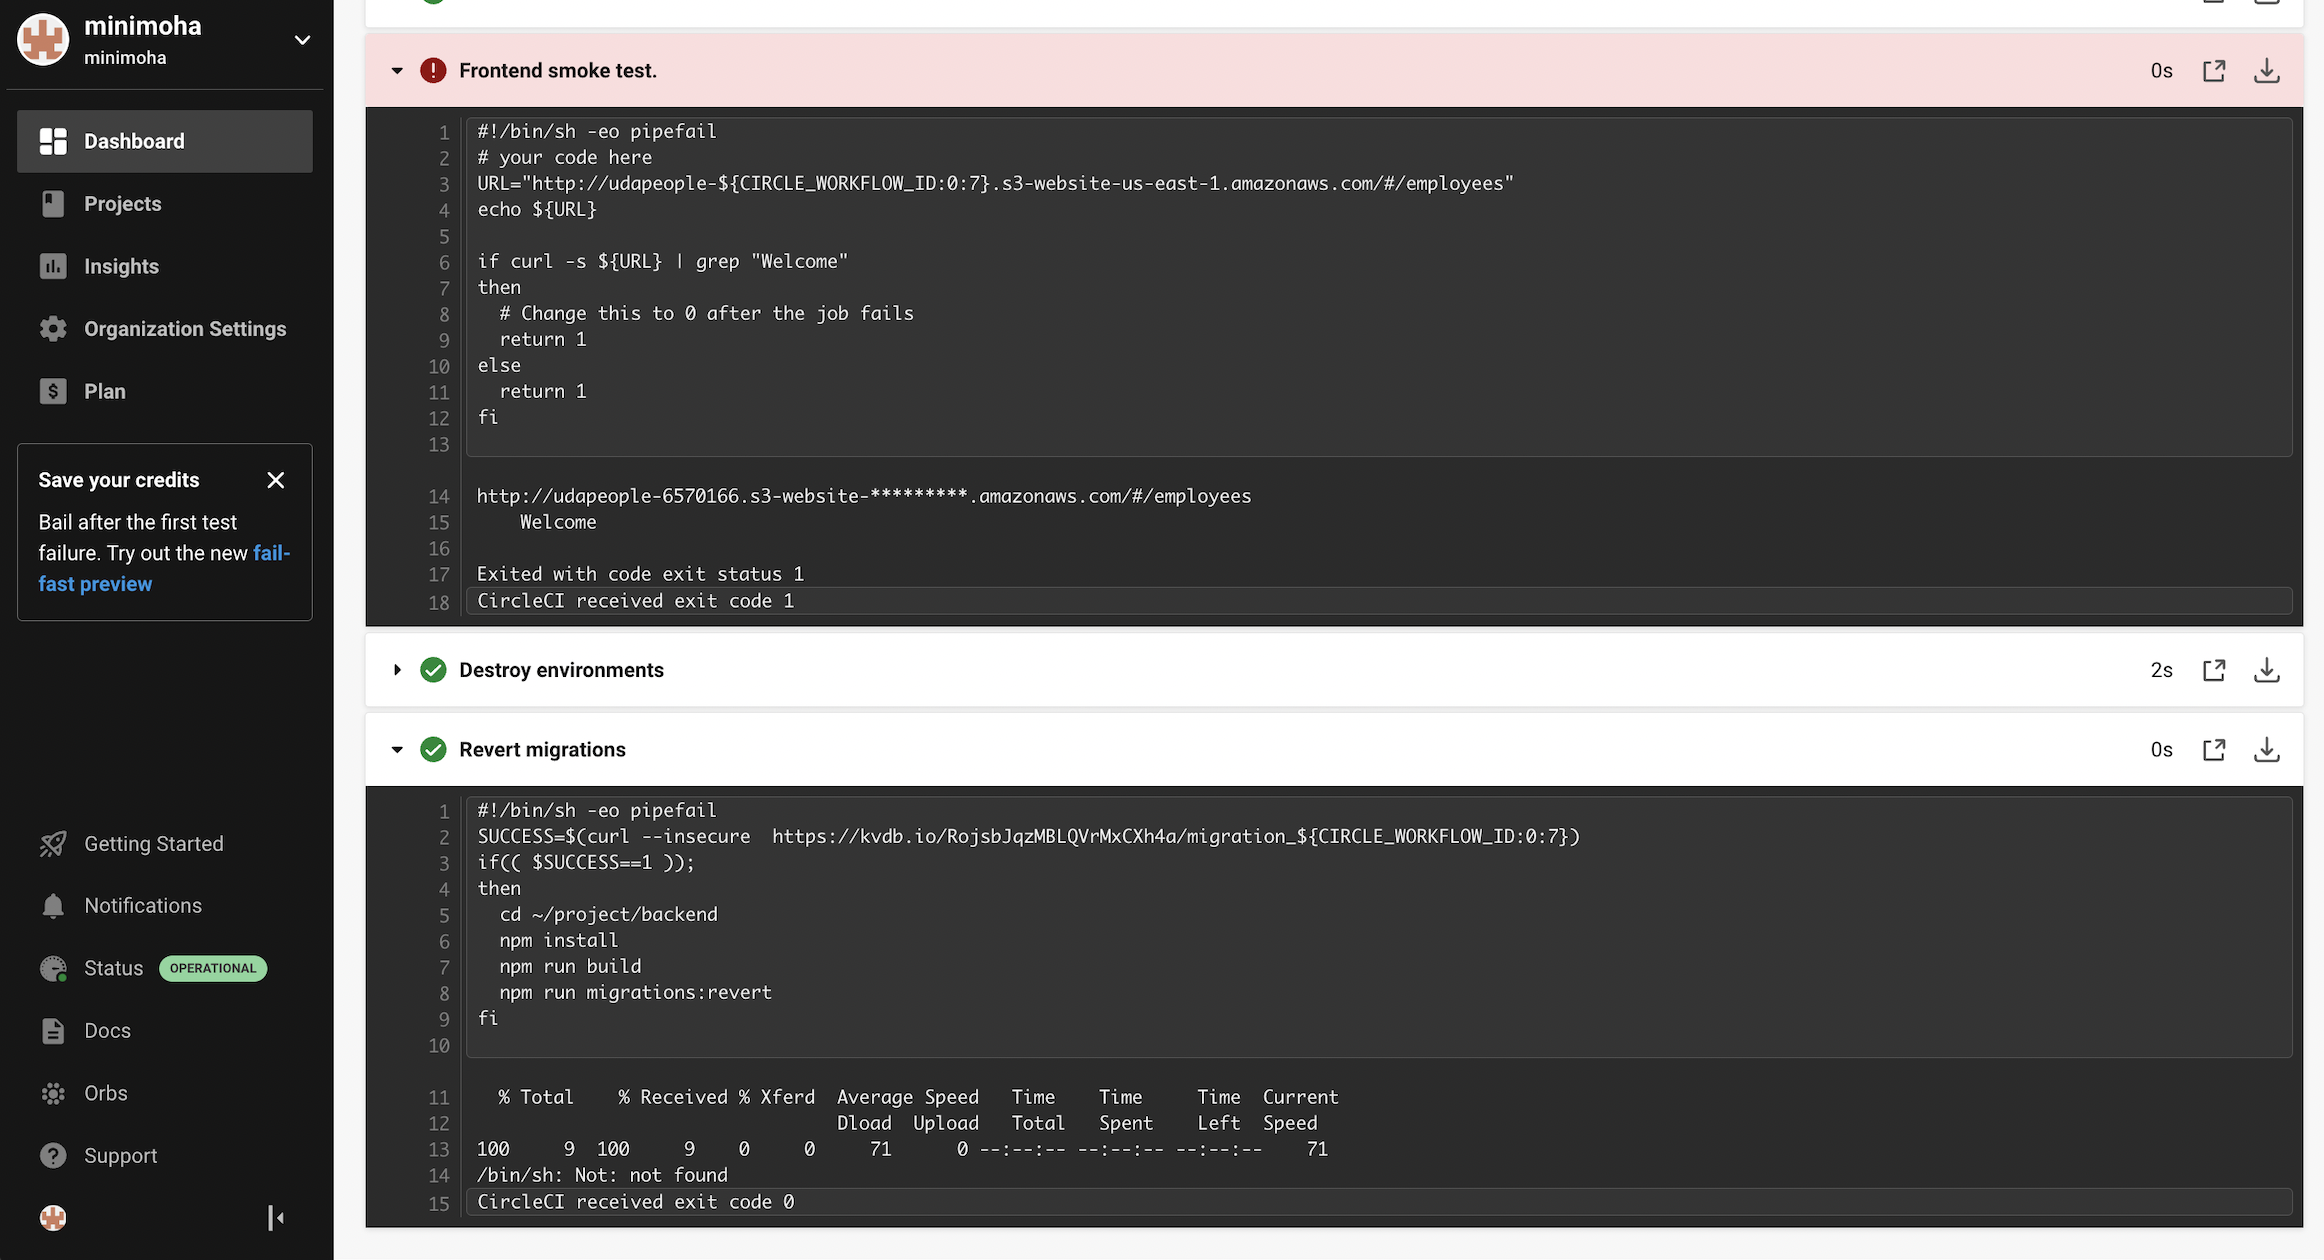 minimoha
minimoha
Dashboard
Projects
Insights
Organization Settings
Plan
Save your credits
Bail after the first test
failure. Try out the new fail-
fast preview
Getting Started
Notifications
Status OPERATIONAL
Docs
Orbs
Support
Frontend smoke test. 0s
1 #!/bin/sh -eo pipefail
2 # your code here
3 URL="http://udapeople-${CIRCLE_WORKFLOW_ID:0:7}.s3-website-us-east-1.amazonaws.com/#/employees"
4 echo ${URL}
5
6 if curl -s ${URL} | grep "Welcome"
7 then
8 # Change this to 0 after the job fails
9 return 1
10 else
11 return 1
12 fi
13
14 http://udapeople-6570166.s3-website-*********.amazonaws.com/#/employees
15 Welcome
16
17 Exited with code exit status 1
18 CircleCI received exit code 1
Destroy environments 2s
Revert migrations 0s
1 #!/bin/sh -eo pipefail
2 SUCCESS=$(curl --insecure  https://kvdb.io/RojsbJqzMBLQVrMxCXh4a/migration_${CIRCLE_WORKFLOW_ID:0:7})
3 if(( $SUCCESS==1 ));
4 then
5 cd ~/project/backend
6 npm install
7 npm run build
8 npm run migrations:revert
9 fi
10
11 % Total % Received % Xferd Average Speed Time Time Time Current
12 Dload Upload Total Spent Left Speed
13 100 9 100 9 0 0 71 0 --:--:-- --:--:-- --:--:-- 71
14 /bin/sh: Not: not found
15 CircleCI received exit code 0